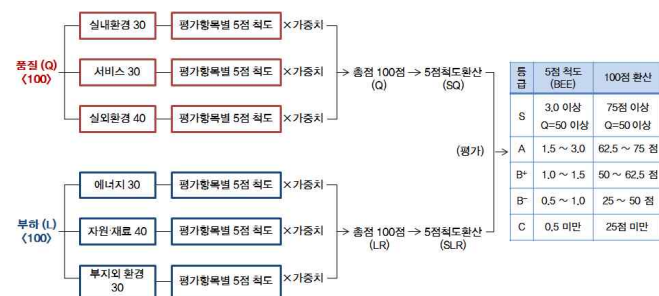 품질 (Q)
〈100〉
실내환경 30
평가항목별 5점 척도
×가중치
서비스 30
평가항목별 5점 척도
×가중치
실외환경 40
평가항목별 5점 척도
×가중치
총점 100점
(Q)
5점척도환산
(SQ)
부하 (L)
〈100〉
에너지 30
평가항목별 5점 척도
×가중치
자원·재료 40
평가항목별 5점 척도
×가중치
부지외 환경
30
평가항목별 5점 척도
×가중치
총점 100점
(LR)
5점척도환산
(SLR)
(평가)
등급
5점 척도
(BEE)
100점 환산
S
3.0 이상
Q=50 이상
75점 이상
Q=50이상
A
1.5 ~ 3.0
62.5 ~ 75 점
B⁺
1.0 ~ 1.5
50 ~ 62.5 점
B⁻
0.5 ~ 1.0
25 ~ 50 점
C
0.5 미만
25점 미만